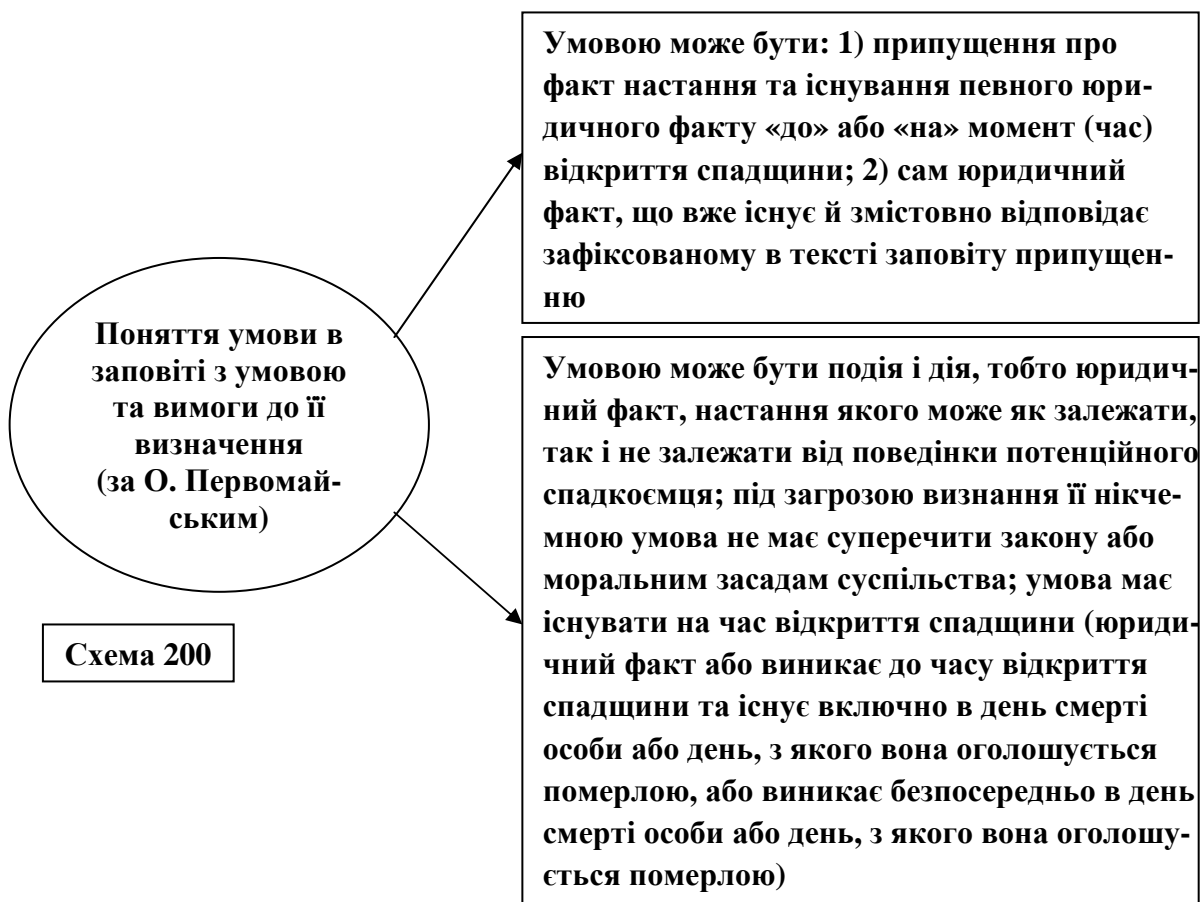 Умовою може бути: 1) припущення про
факт настання та існування певного юри-
дичного факту «до» або «на» момент (час)
відкриття спадщини; 2) сам юридичний
факт, що вже існує й змістовно відповідає
зафіксованому в тексті заповіту припущен-
ню
Поняття умови в
заповіті з умовою
та вимоги до її
визначення
(за О. Первомай-
ським)
Умовою може бути подія і дія, тобто юридич-
ний факт, настання якого може як залежати,
так і не залежати від поведінки потенційного
спадкоємця; під загрозою визнання її нікче-
мною умова не має суперечити закону або
моральним засадам суспільства; умова має
існувати на час відкриття спадщини (юриди-
чний факт або виникає до часу відкриття
спадщини та існує включно в день смерті
особи або день, з якого вона оголошується
померлою, або виникає безпосередньо в день
смерті особи або день, з якого вона оголошу-
ється померлою)
Схема 200